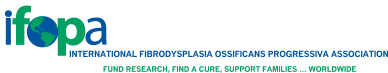 ifopa
INTERNATIONAL FIBRODYSPLASIA OSSIFICANS PROGRESSIVA ASSOCIATION
FUND RESEARCH, FIND A CURE, SUPPORT FAMILIES ... WORLDWIDE